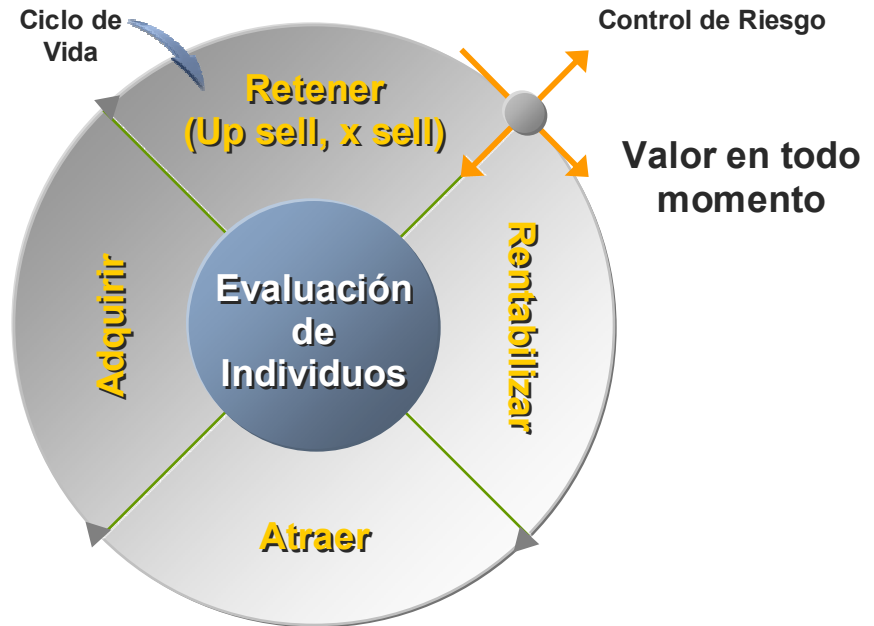 Ciclo de
Vida
Control de Riesgo
Retener
(Up sell, x sell)
Valor en todo
momento
Adquirir
Evaluación
de
Individuos
Rentabilizar
Atraer